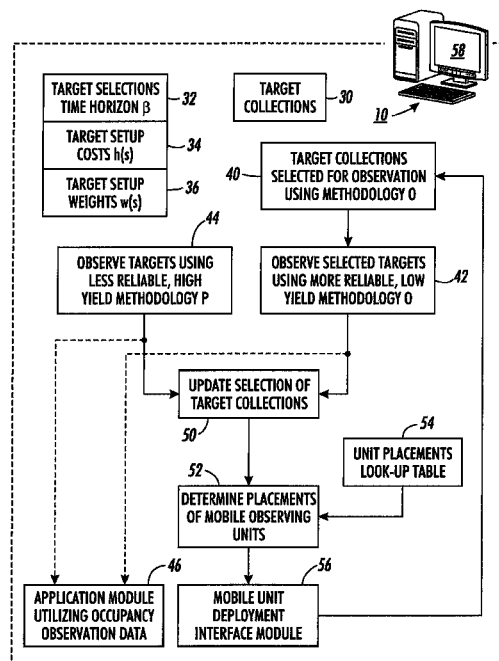 58
10
TARGET SELECTIONS
TIME HORIZON β
32
TARGET
COLLECTIONS
30
TARGET SETUP
COSTS h(s)
34
TARGET SETUP
WEIGHTS w(s)
36
40
TARGET COLLECTIONS
SELECTED FOR OBSERVATION
USING METHODOLOGY O
44
OBSERVE TARGETS USING
LESS RELIABLE, HIGH
YIELD METHODOLOGY P
OBSERVE SELECTED TARGETS
USING MORE RELIABLE, LOW
YIELD METHODOLOGY O
42
UPDATE SELECTION OF
TARGET COLLECTIONS
50
54
UNIT PLACEMENTS
LOOK-UP TABLE
52
DETERMINE PLACEMENTS
OF MOBILE OBSERVING
UNITS
46
APPLICATION MODULE
UTILIZING OCCUPANCY
OBSERVATION DATA
56
MOBILE UNIT
DEPLOYMENT
INTERFACE MODULE